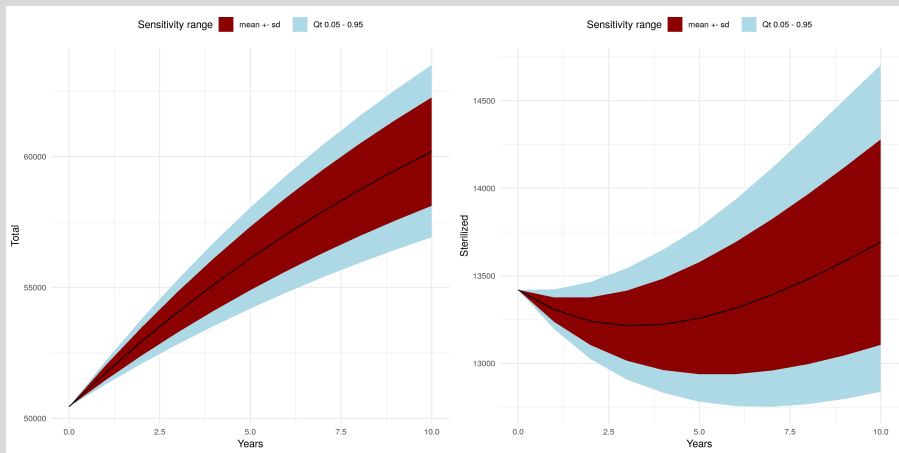 Sensitivity range mean +- sd Qt 0.05 - 0.95
Total
60000
55000
50000
0.0 2.5 5.0 7.5 10.0
Years
Sensitivity range mean +- sd Qt 0.05 - 0.95
Sterilized
14500
14000
13500
13000
0.0 2.5 5.0 7.5 10.0
Years